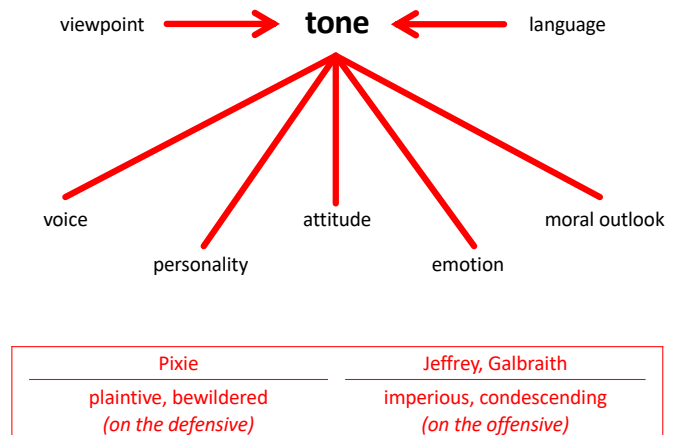 viewpoint tone language
voice attitude moral outlook
personality emotion
Pixie Jeffrey, Galbraith
plaintive, bewildered imperious, condescending
(on the defensive) (on the offensive)